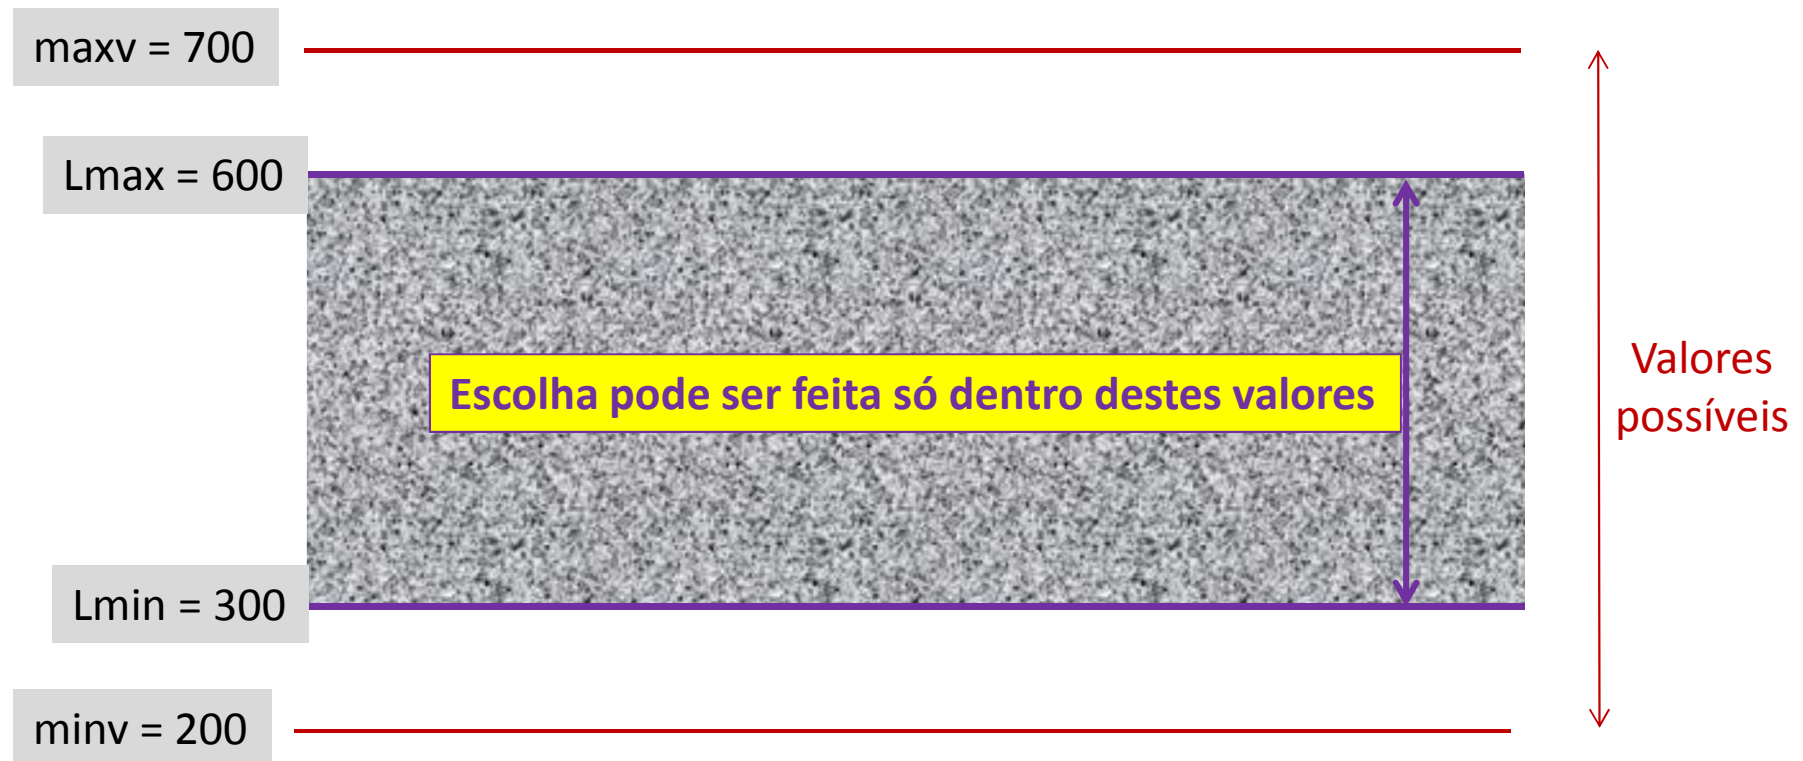 maxv = 700
Lmax = 600
Escolha pode ser feita só dentro destes valores
Valores
possíveis
Lmin = 300
minv = 200